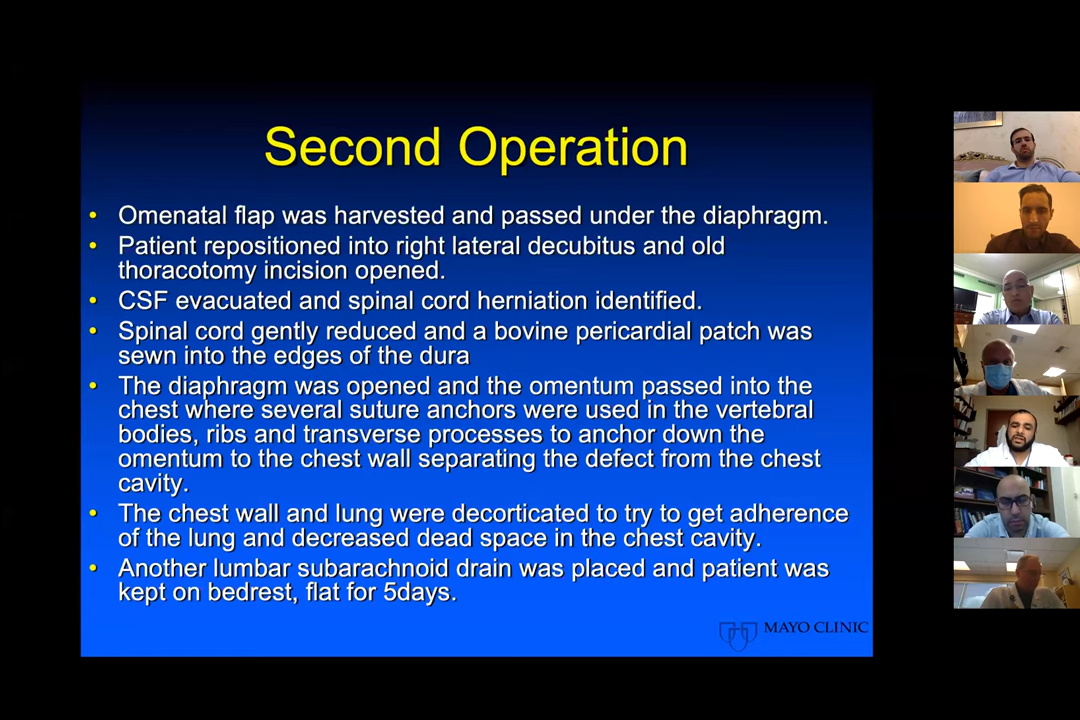 Second Operation
• Omenatal flap was harvested and passed under the diaphragm.
• Patient repositioned into right lateral decubitus and old
thoracotomy incision opened.
• CSF evacuated and spinal cord herniation identified.
• Spinal cord gently reduced and a bovine pericardial patch was
sewn into the edges of the dura
• The diaphragm was opened and the omentum passed into the
chest where several suture anchors were used in the vertebral
bodies, ribs and transverse processes to anchor down the
omentum to the chest wall separating the defect from the chest
cavity.
• The chest wall and lung were decorticated to try to get adherence
of the lung and decreased dead space in the chest cavity.
• Another lumbar subarachnoid drain was placed and patient was
kept on bedrest, flat for 5days.
MAYO CLINIC